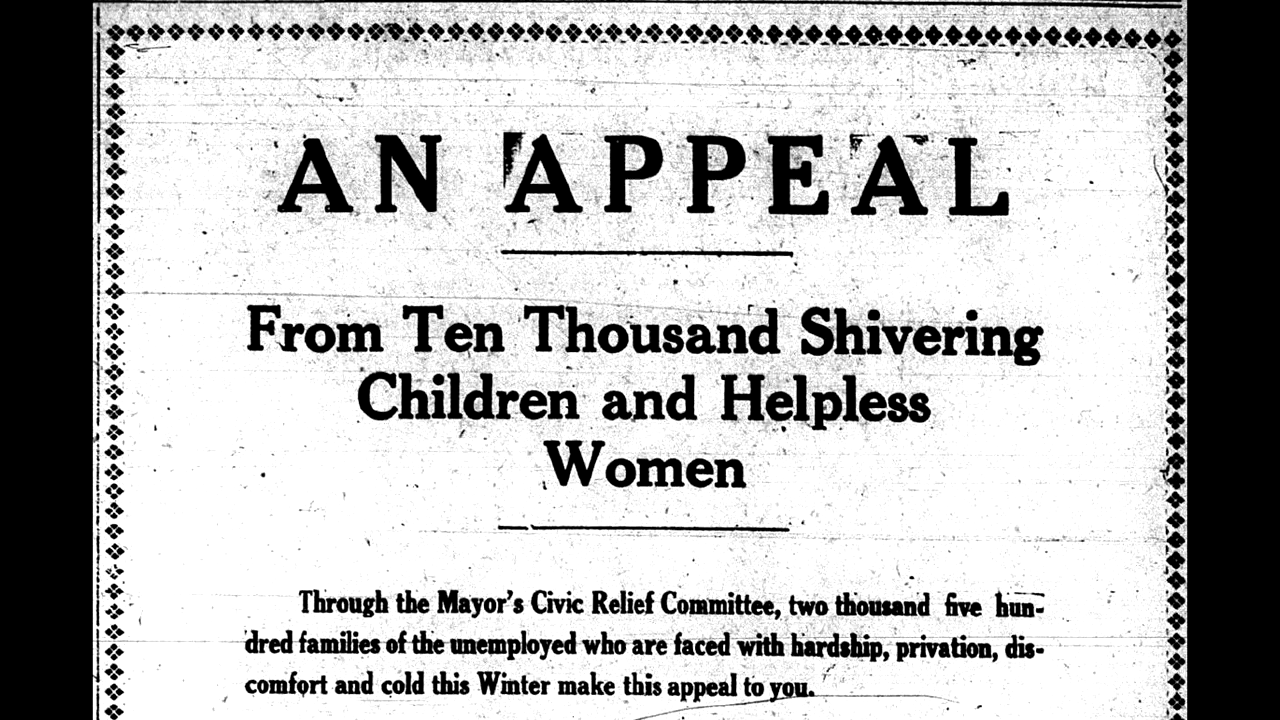 AN APPEAL
From Ten Thousand Shivering
Children and Helpless
Women
Through the Mayor's Civic Relief Committee, two thousand five hun-
dred families of the unemployed who are faced with hardship, privation, dis-
comfort and cold this Winter make this appeal to you.